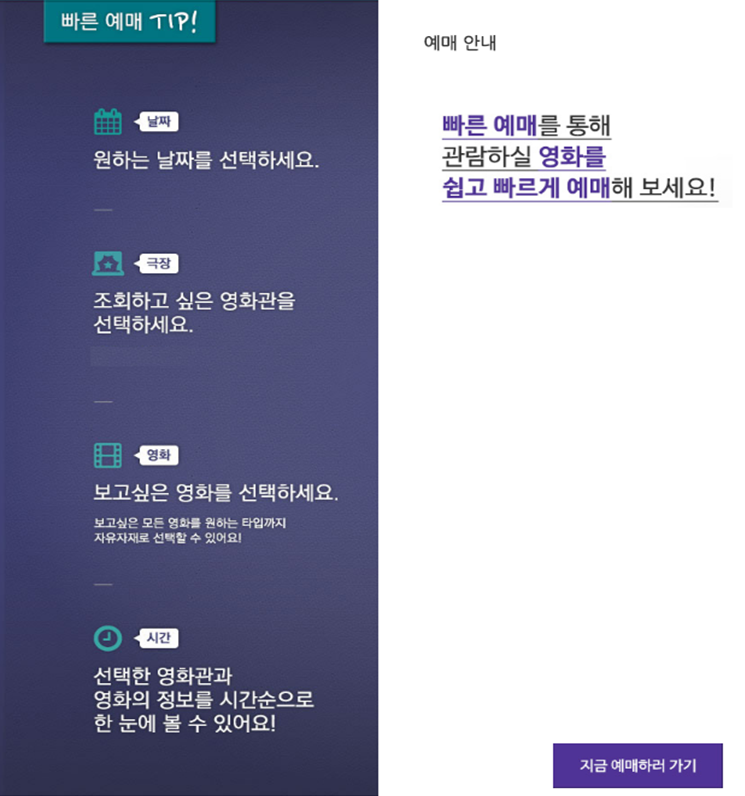 빠른 예매 TIP!
날짜
원하는 날짜를 선택하세요.
극장
조회하고 싶은 영화관을
선택하세요.
영화
보고싶은 영화를 선택하세요.
보고싶은 모든 영화를 원하는 타입까지
자유자재로 선택할 수 있어요!
시간
선택한 영화관과
영화의 정보를 시간순으로
한 눈에 볼 수 있어요!
예매 안내
빠른 예매를 통해
관람하실 영화를
쉽고 빠르게 예매해 보세요!
지금 예매하러 가기